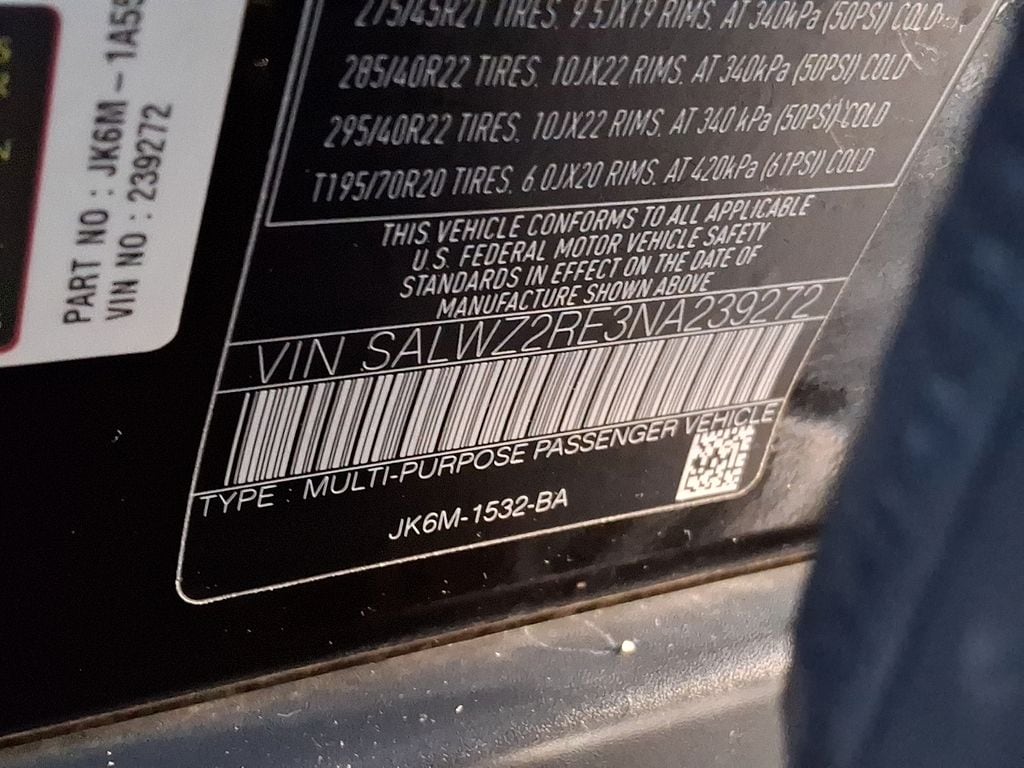 275/45R21 TIRES, 9.5JX19 RIMS, AT 340kPa (50PSI) COLD
285/40R22 TIRES, 10JX22 RIMS, AT 340kPa (50PSI) COLD
295/40R22 TIRES, 10JX22 RIMS, AT 340 kPa (50PSI) COLD
T195/70R20 TIRES, 6.0JX20 RIMS, AT 420kPa (61PSI) COLD
THIS VEHICLE CONFORMS TO ALL APPLICABLE
U.S. FEDERAL MOTOR VEHICLE SAFETY
STANDARDS IN EFFECT ON THE DATE OF
MANUFACTURE SHOWN ABOVE
VIN SALWZ2RE3NA239272
TYPE : MULTI-PURPOSE PASSENGER VEHICLE
JK6M-1532-BA
PART NO : JK6M – 1A55
VIN NO : 2392272